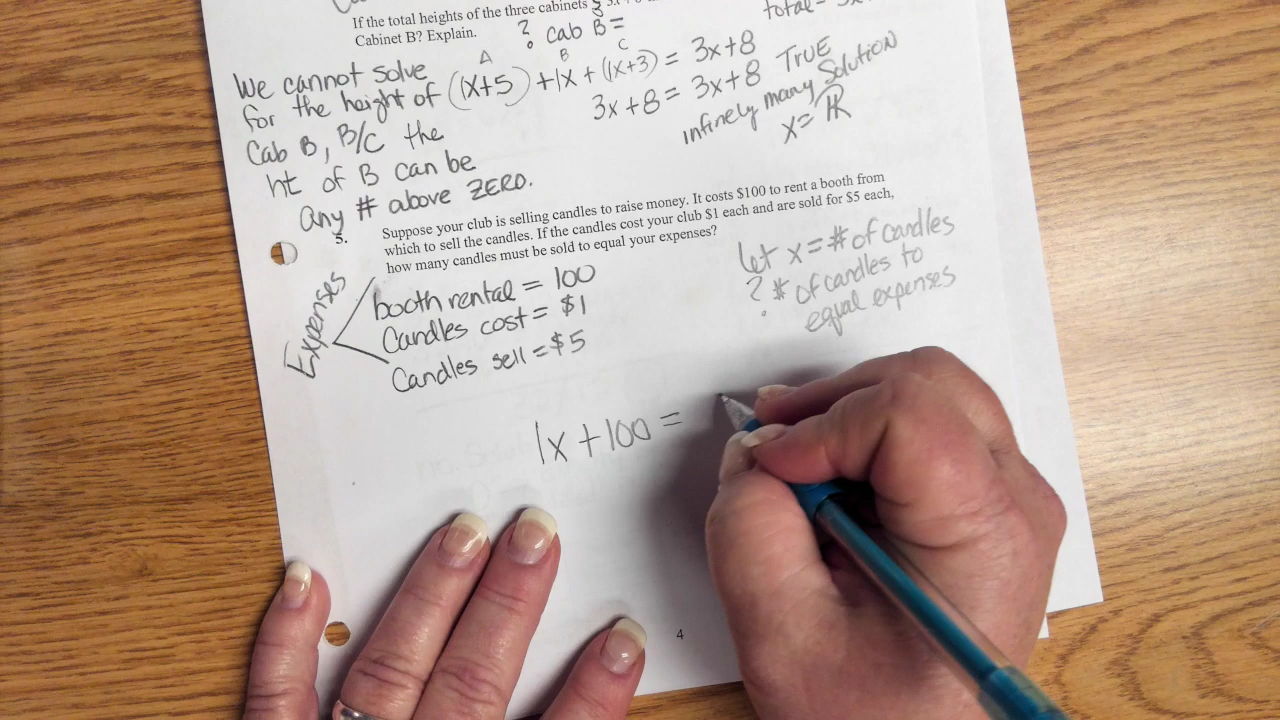 If the total heights of the three cabinets
Cabinet B? Explain.
? cab B=
total=
We cannot solve
for the height of
Cab B, B/C the
ht of B can be
any # above ZERO.
A B C
(1x+5) + 1x + (1x+3) = 3x+8
3x+8 = 3x+8 TRUE
infinely many Solution
x= ℝ
5. Suppose your club is selling candles to raise money. It costs $100 to rent a booth from
which to sell the candles. If the candles cost your club $1 each and are sold for $5 each,
how many candles must be sold to equal your expenses?
Expenses
booth rental = 100
Candles cost = $1
Candles sell = $5
let x = # of candles
? # of candles to
equal expenses
1x + 100 =
4